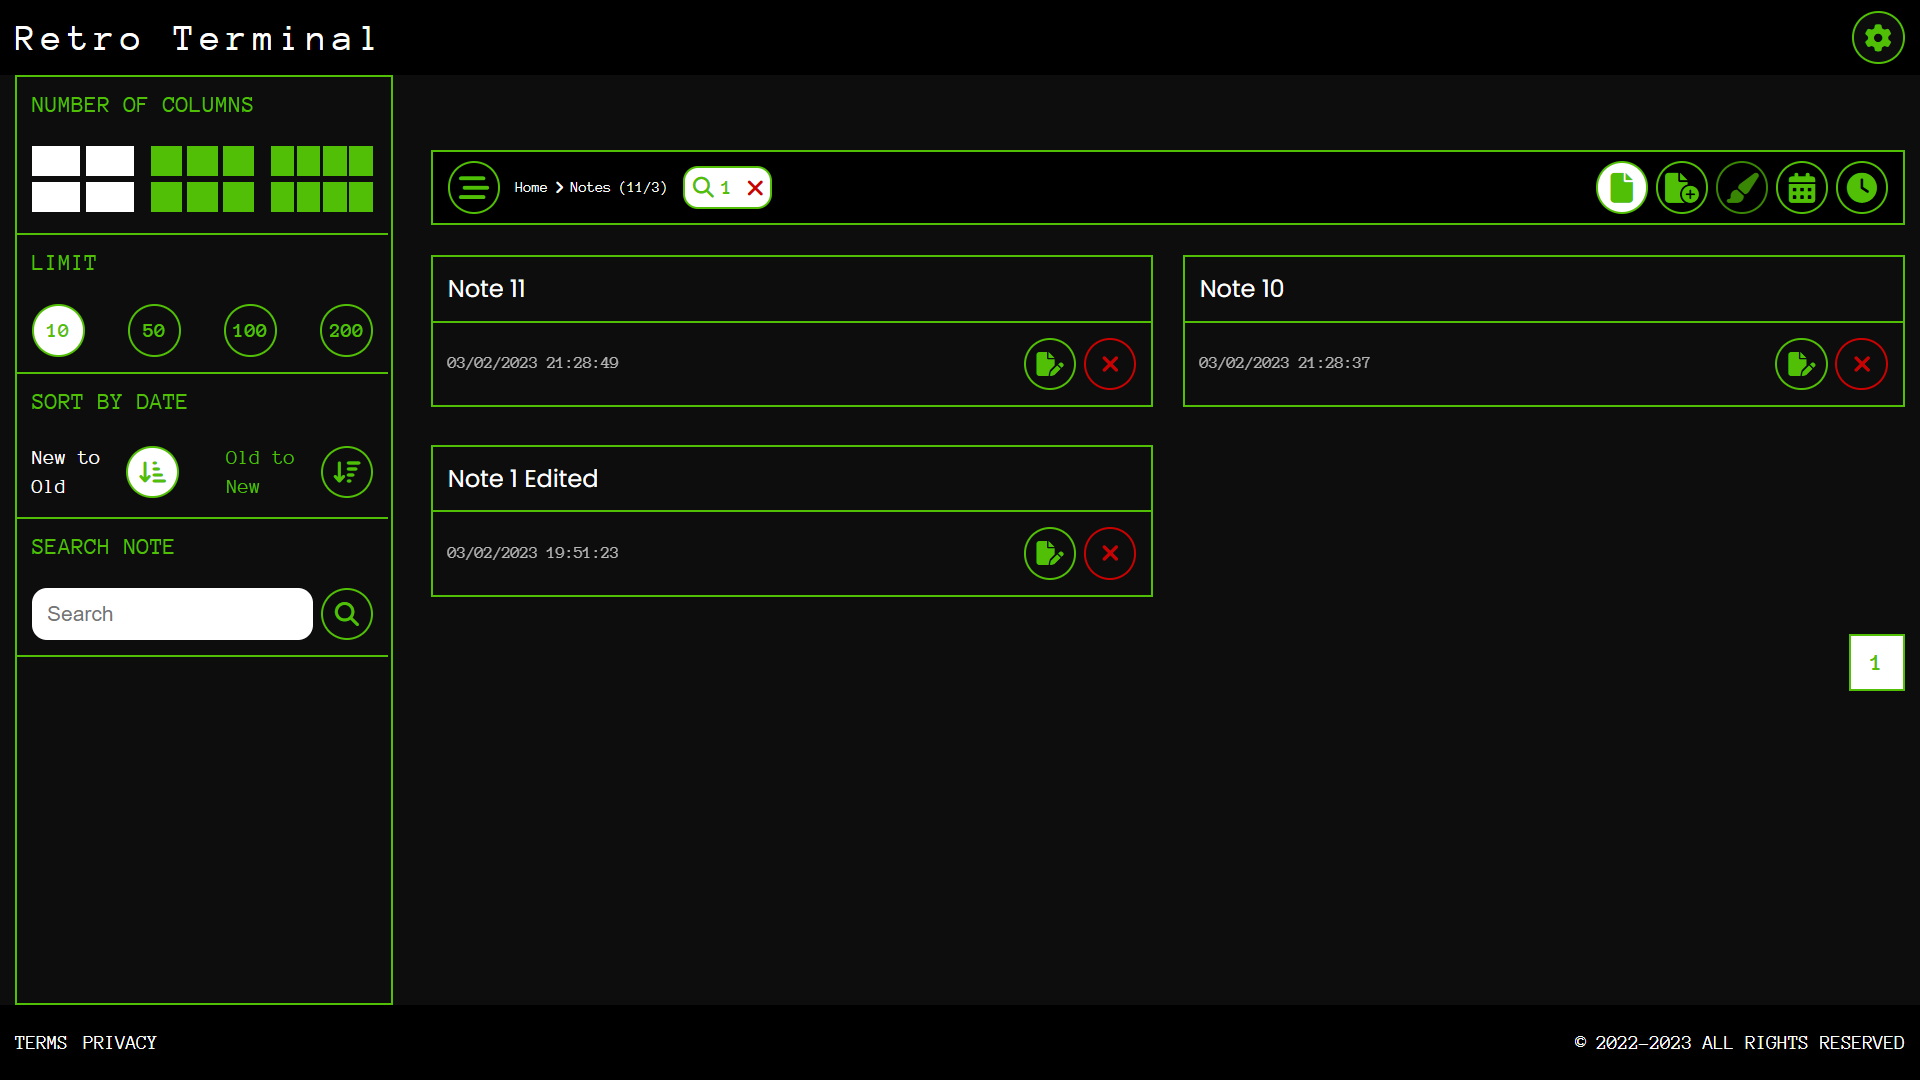 Retro Terminal
NUMBER OF COLUMNS
LIMIT
10 50 100 200
SORT BY DATE
New to
Old
Old to
New
SEARCH NOTE
Search
Home Notes (11/3) 1
Note 11
03/02/2023 21:28:49
Note 10
03/02/2023 21:28:37
Note 1 Edited
03/02/2023 19:51:23
1
TERMS PRIVACY
© 2022-2023 ALL RIGHTS RESERVED